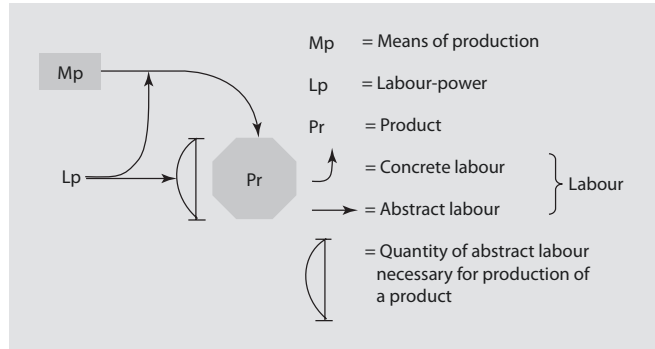 Mp
Lp
Pr
Mp = Means of production
Lp = Labour-power
Pr = Product
= Concrete labour
= Abstract labour
Labour
= Quantity of abstract labour
necessary for production of
a product